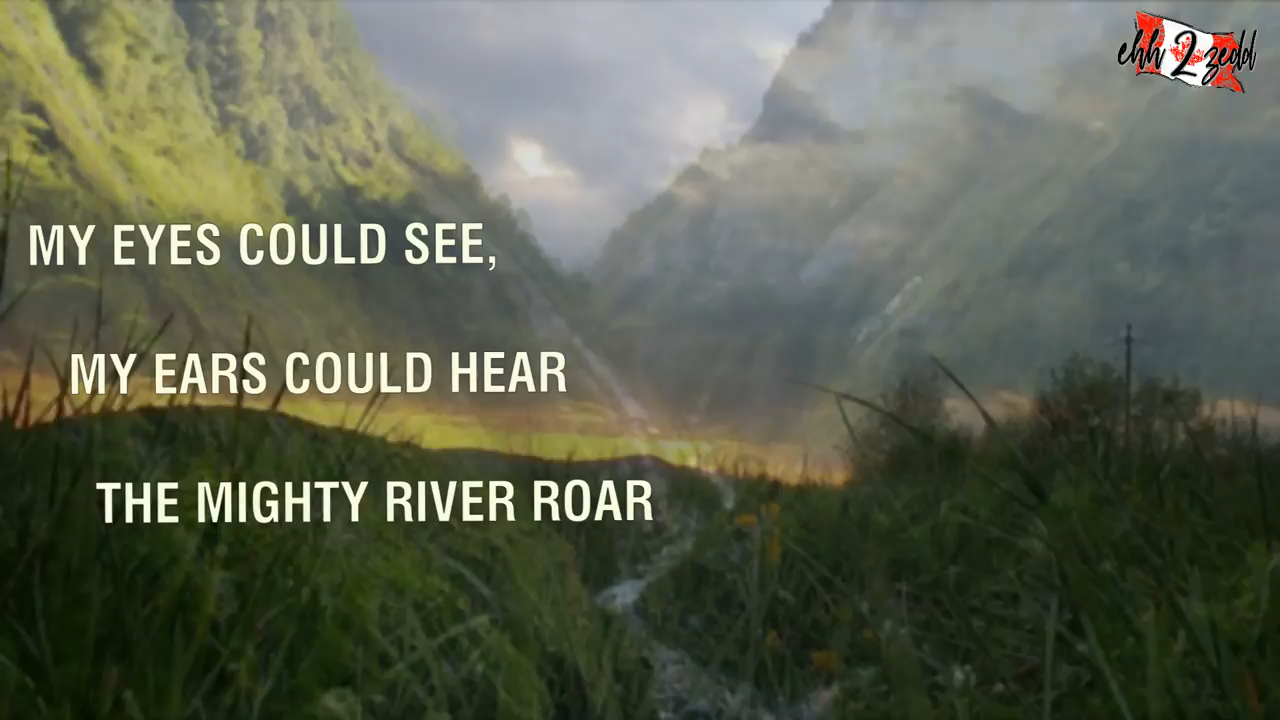 ehh 2 zedd
MY EYES COULD SEE,
MY EARS COULD HEAR
THE MIGHTY RIVER ROAR